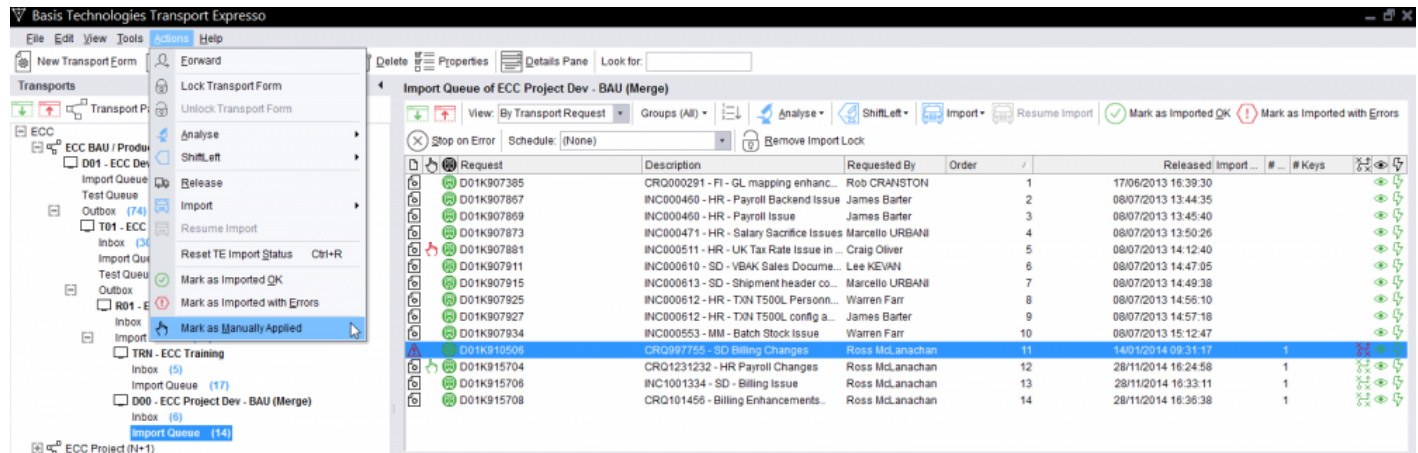 Basis Technologies Transport Expresso
File Edit View Tools Actions Help
New Transport Form Delete Properties Details Pane Look for:
Transports
Transport
ECC
ECC BAU /
D01 - ECC
Import Queue
Test Queue
Outbox (74)
T01 - ECC
Inbox
Import
Test
Outbox
R01 -
Inbox
Import
TRN - ECC Training
Inbox (5)
Import Queue (17)
D00 - ECC Project Dev - BAU (Merge)
Inbox (6)
Import Queue (14)
ECC Project (N+1)
Forward
Lock Transport Form
Unlock Transport Form
Analyse
ShiftLeft
Release
Import
Resume Import
Reset TE Import Status Ctrl+R
Mark as Imported OK
Mark as Imported with Errors
Mark as Manually Applied
Import Queue of ECC Project Dev - BAU (Merge)
View: By Transport Request Groups (All) Analyse ShiftLeft Import Resume Import Mark as Imported OK Mark as Imported with Errors
Stop on Error Schedule: (None) Remove Import Lock
Request Description Requested By Order / Released Import ... # ... # Keys
D01K907385 CRQ000291 - FI - GL mapping enhanc... Rob CRANSTON 1 17/06/2013 16:39:30
D01K907867 INC000460 - HR - Payroll Backend Issue James Barter 2 08/07/2013 13:44:35
D01K907869 INC000460 - HR - Payroll Issue James Barter 3 08/07/2013 13:45:40
D01K907873 INC000471 - HR - Salary Sacrifice Issues Marcello URBANI 4 08/07/2013 13:50:26
D01K907881 INC000511 - HR - UK Tax Rate Issue in ... Craig Oliver 5 08/07/2013 14:12:40
D01K907911 INC000610 - SD - VBAK Sales Docume... Lee KEVAN 6 08/07/2013 14:47:05
D01K907915 INC000613 - SD - Shipment header co... Marcello URBANI 7 08/07/2013 14:49:38
D01K907925 INC000612 - HR - TXN T500L Personn... Warren Farr 8 08/07/2013 14:56:10
D01K907927 INC000612 - HR - TXN T500L config a... James Barter 9 08/07/2013 14:57:18
D01K907934 INC000553 - MM - Batch Stock Issue Warren Farr 10 08/07/2013 15:12:47
D01K910506 CRQ997755 - SD Billing Changes Ross McLanachan 11 14/01/2014 09:31:17 1
D01K915704 CRQ1231232 - HR Payroll Changes Ross McLanachan 12 28/11/2014 16:24:58 1
D01K915706 INC1001334 - SD - Billing Issue Ross McLanachan 13 28/11/2014 16:33:11 1
D01K915708 CRQ101456 - Billing Enhancements.. Ross McLanachan 14 28/11/2014 16:36:38 1